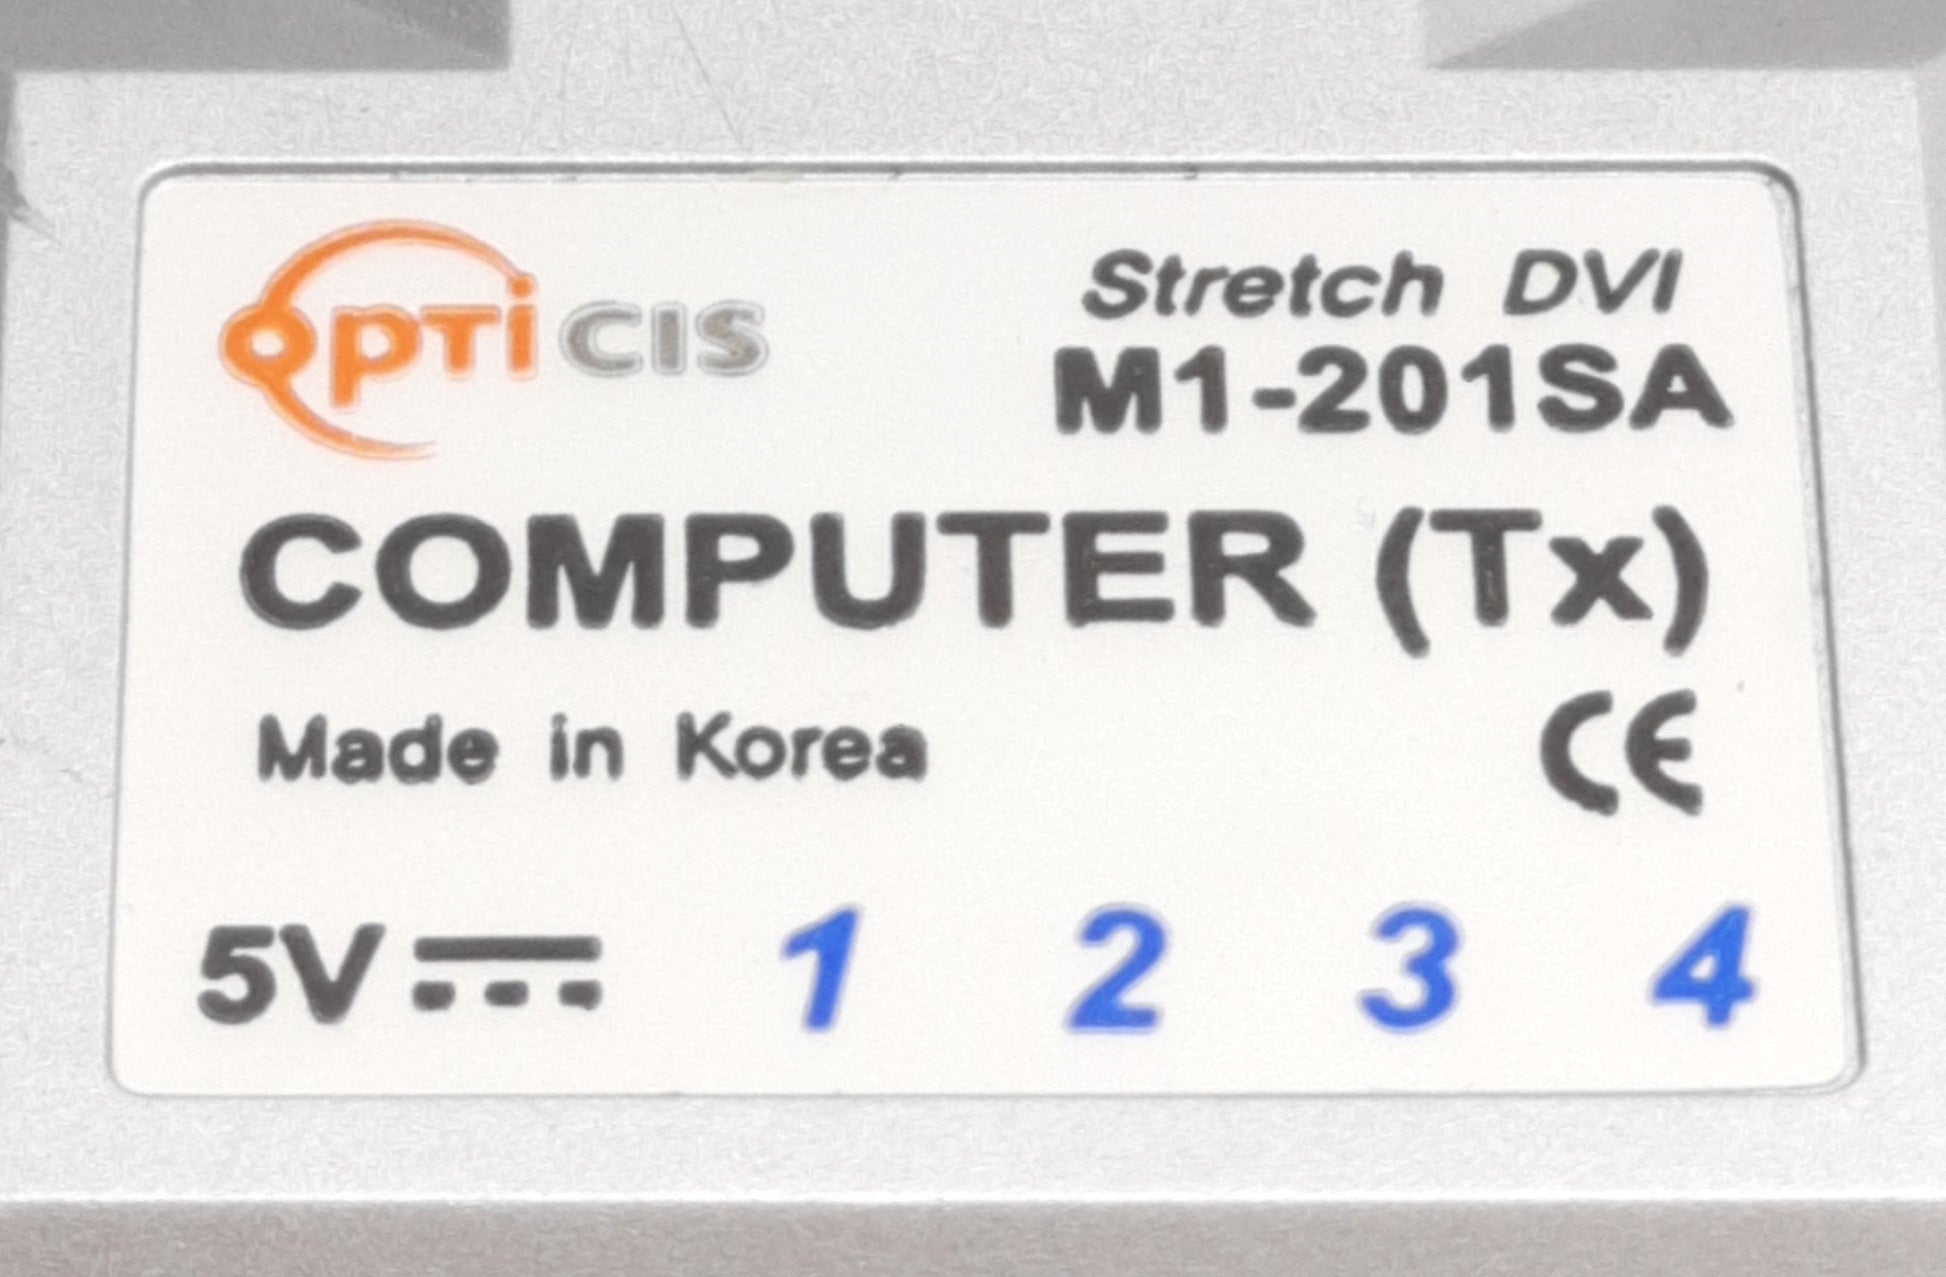 OPTICIS
Stretch DVI
M1-201SA
COMPUTER (Tx)
Made in Korea
CE
5V 1 2 3 4